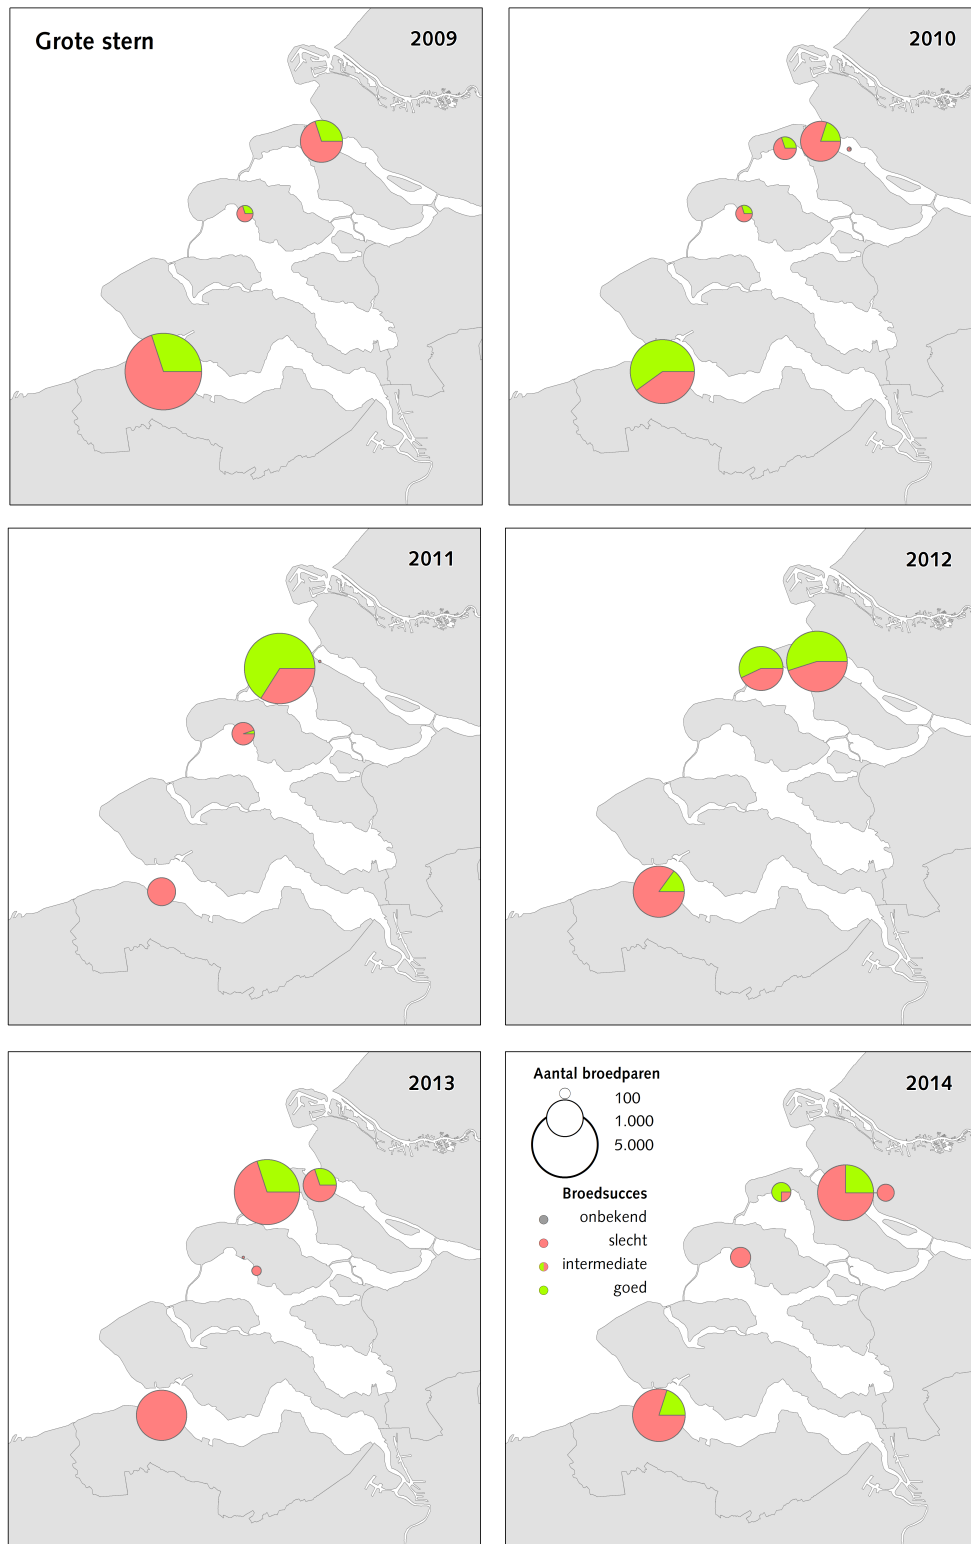 Grote stern
2009
2010
2011
2012
2013
2014
Aantal broedparen
100
1.000
5.000
Broedsucces
onbekend
slecht
intermediate
goed